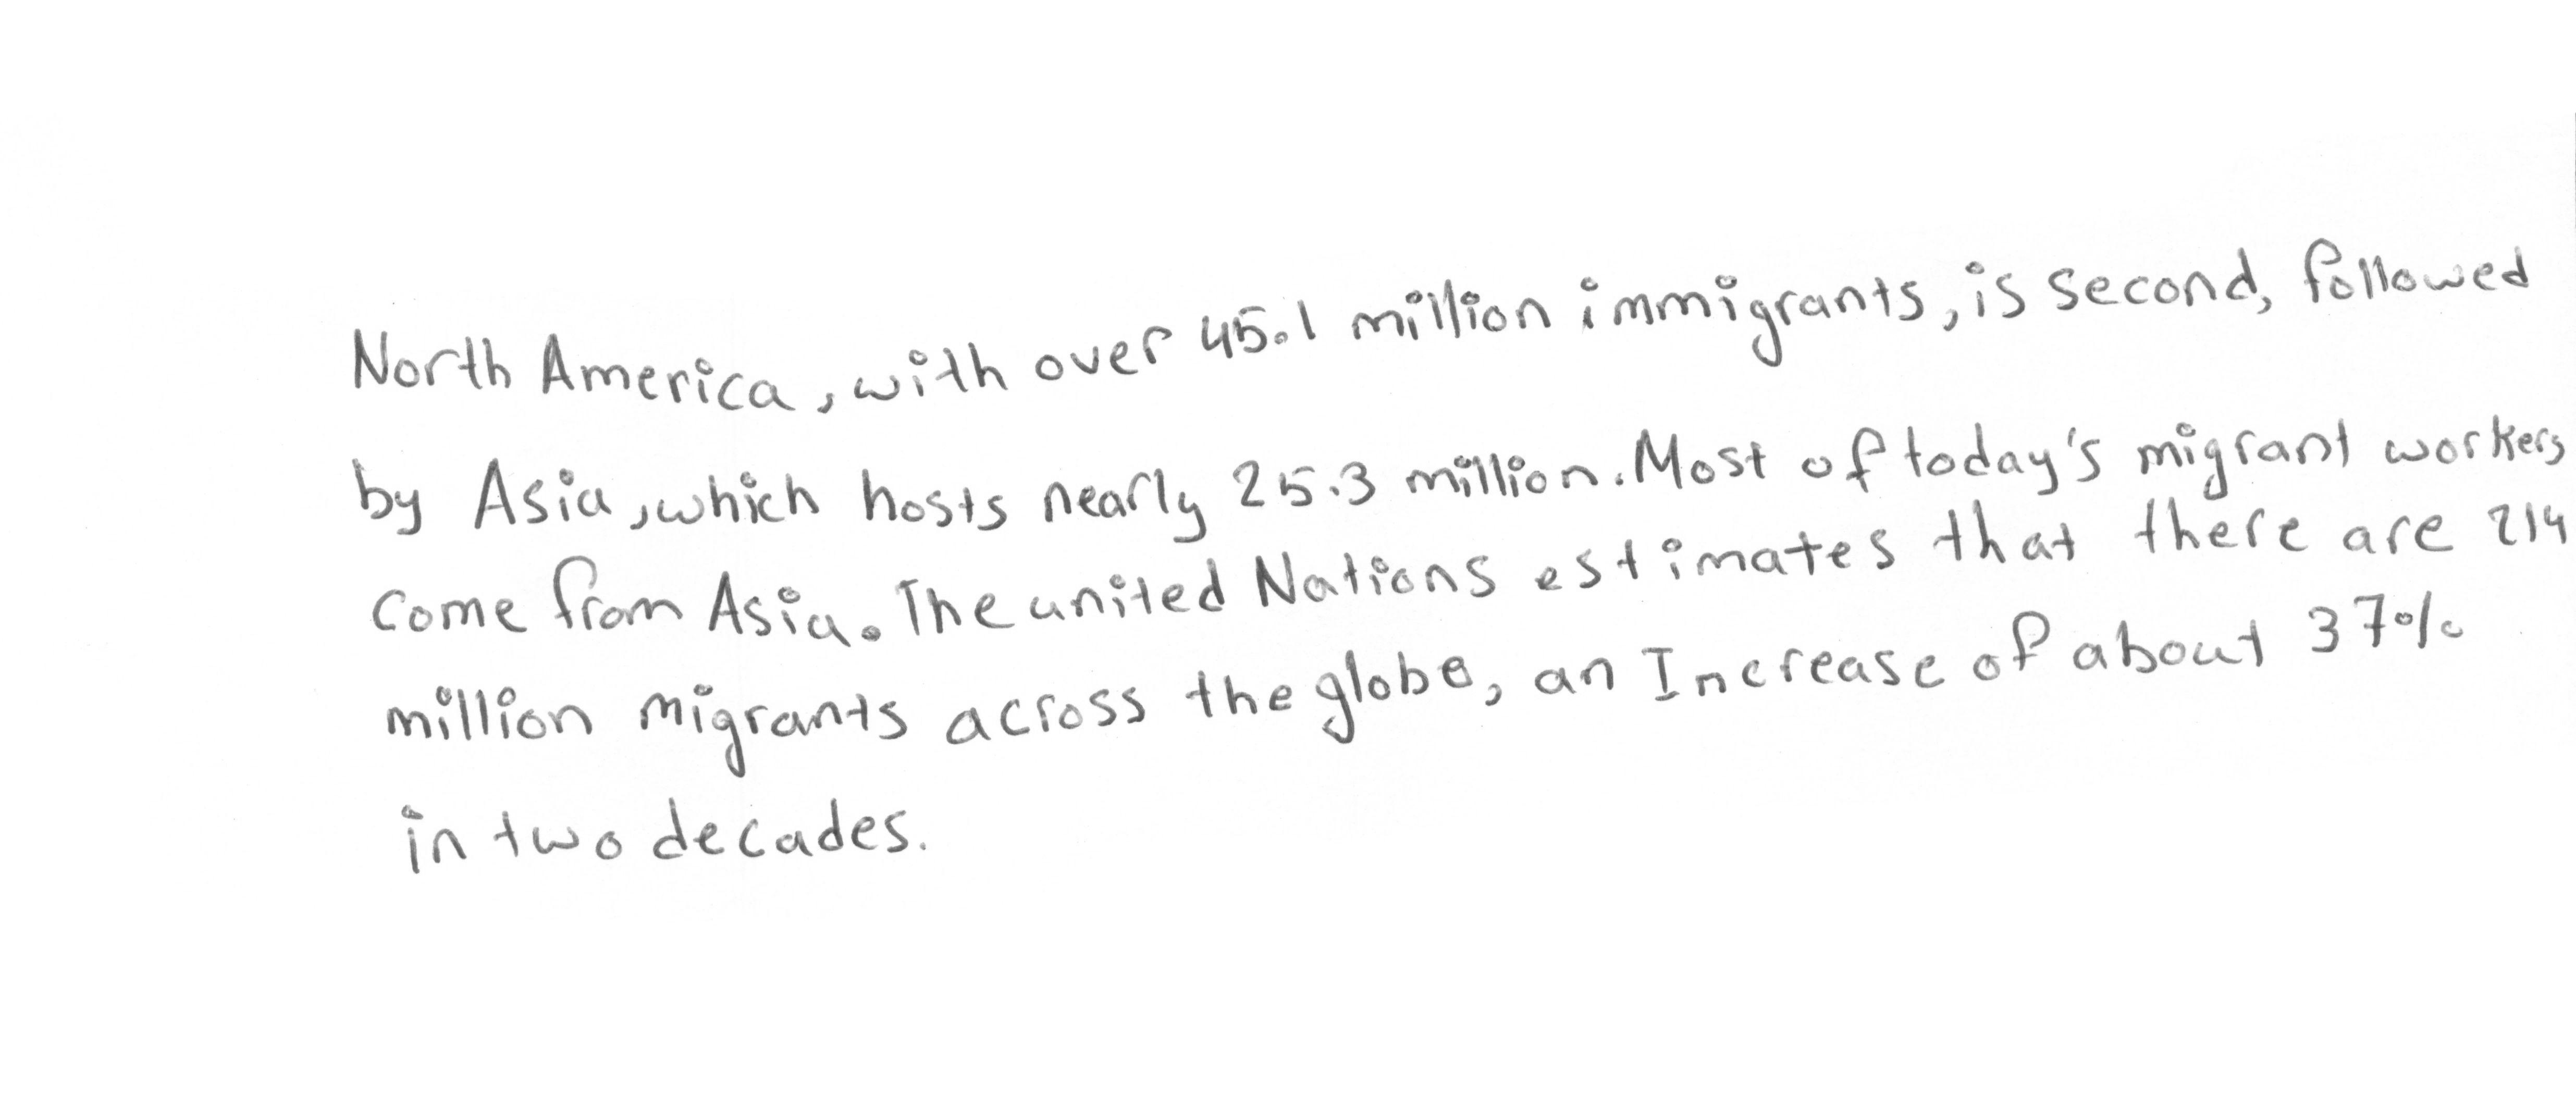 North America, with over 45.1 million immigrants, is second, followed
by Asia, which hosts nearly 25.3 million. Most of today's migrant workers
come from Asia. The united Nations estimates that there are 214
million migrants across the globe, an Increase of about 37%
in two decades.